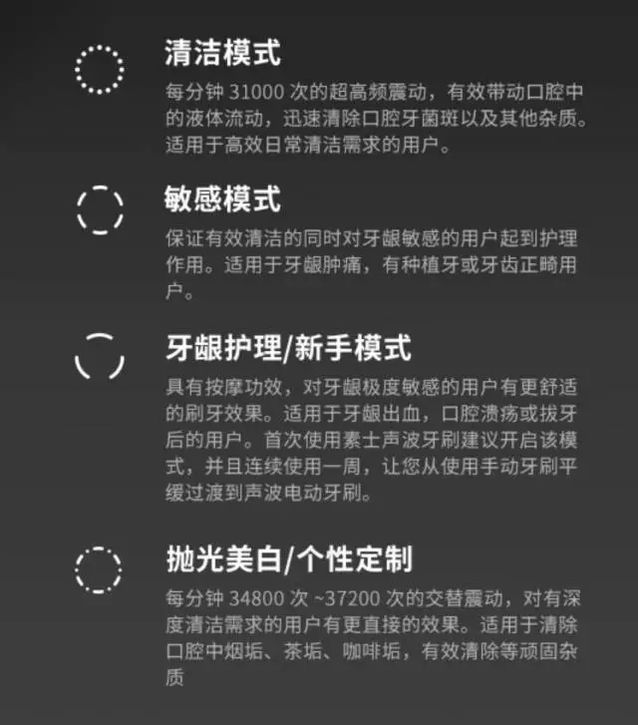 清洁模式
每分钟 31000 次的超高频震动，有效带动口腔中
的液体流动，迅速清除口腔牙菌斑以及其他杂质。
适用于高效日常清洁需求的用户。
敏感模式
保证有效清洁的同时对牙龈敏感的用户起到护理
作用。适用于牙龈肿痛，有种植牙或牙齿正畸用
户。
牙龈护理/新手模式
具有按摩功效，对牙龈极度敏感的用户有更舒适
的刷牙效果。适用于牙龈出血，口腔溃疡或拔牙
后的用户。首次使用素士声波牙刷建议开启该模
式，并且连续使用一周，让您从使用手动牙刷平
缓过渡到声波电动牙刷。
抛光美白/个性定制
每分钟 34800 次 ~37200 次的交替震动，对有深
度清洁需求的用户有更直接的效果。适用于清除
口腔中烟垢、茶垢、咖啡垢，有效清除等顽固杂
质